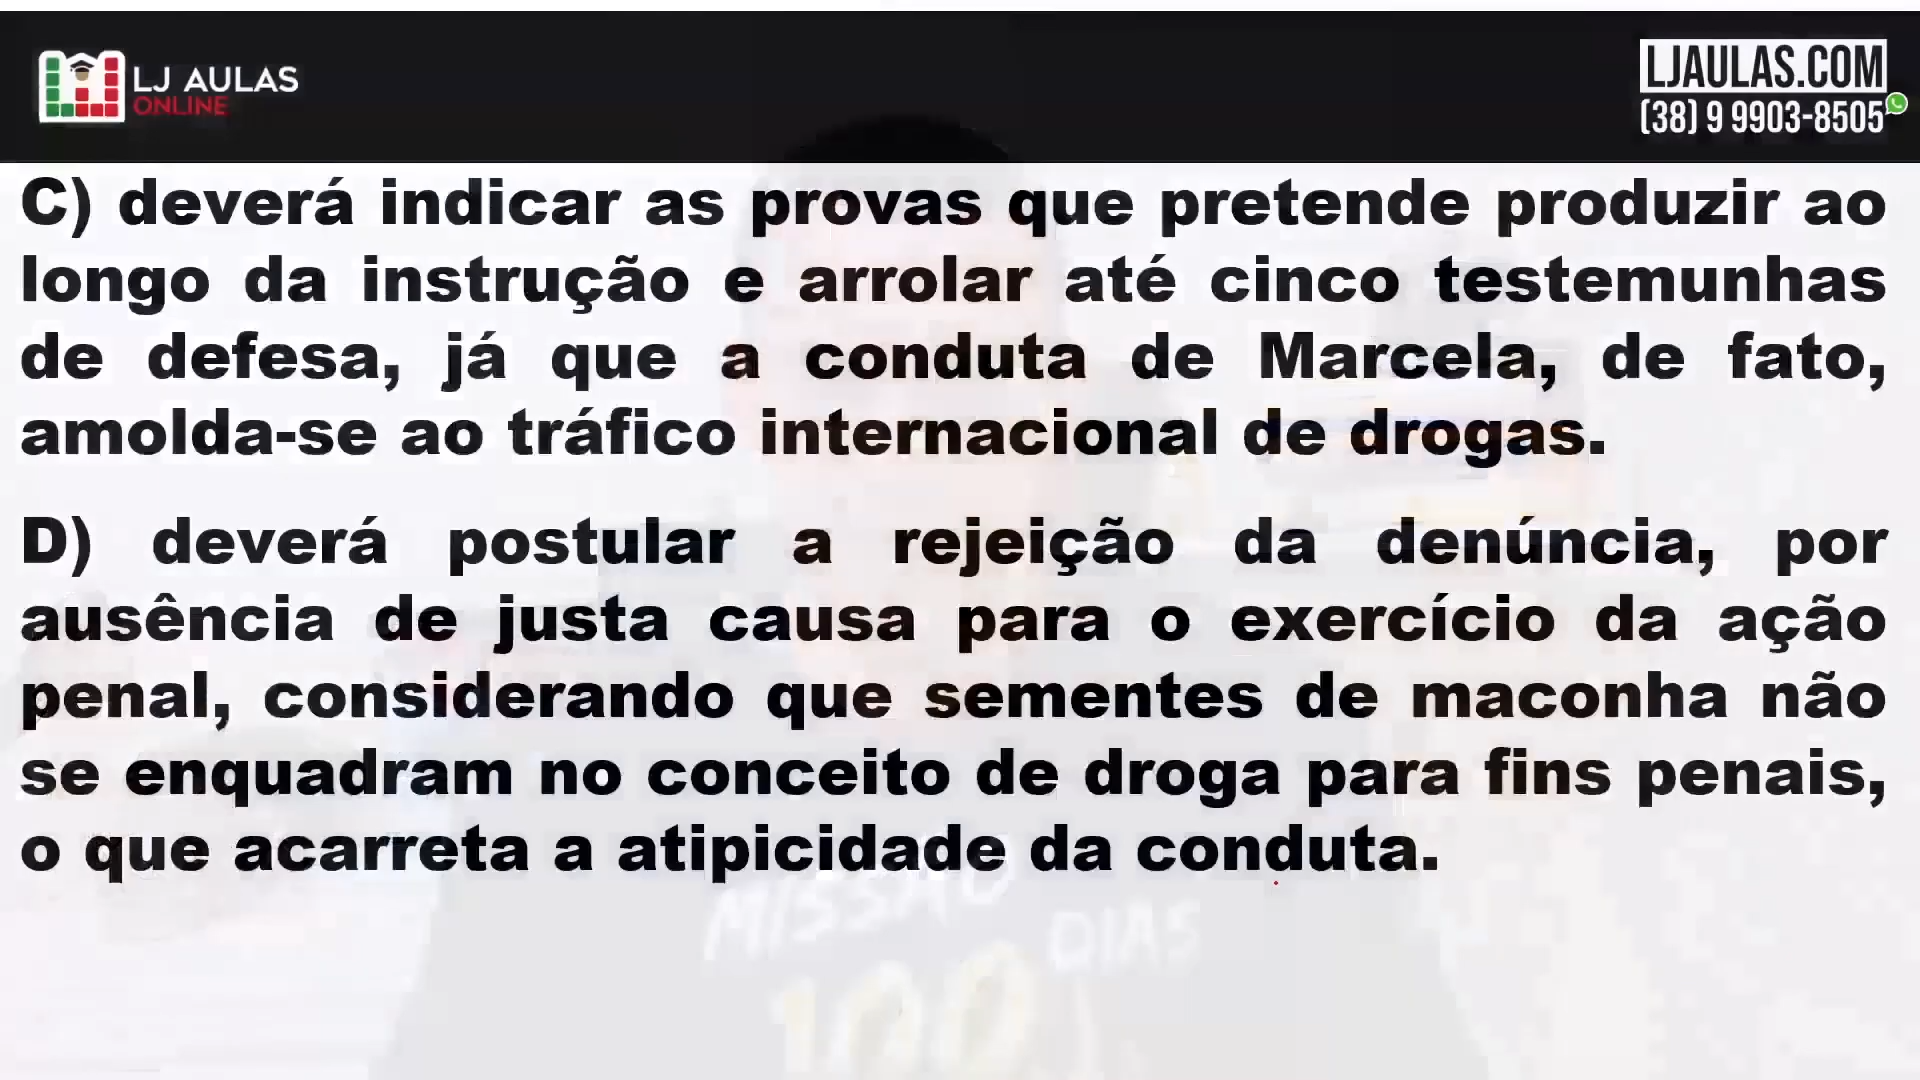 LJ AULAS
ONLINE
LJAULAS.COM
(38) 9 9903-8505
C) deverá indicar as provas que pretende produzir ao
longo da instrução e arrolar até cinco testemunhas
de defesa, já que a conduta de Marcela, de fato,
amolda-se ao tráfico internacional de drogas.
D) deverá postular a rejeição da denúncia, por
ausência de justa causa para o exercício da ação
penal, considerando que sementes de maconha não
se enquadram no conceito de droga para fins penais,
o que acarreta a atipicidade da conduta.
MISSÃO
DIAS
100